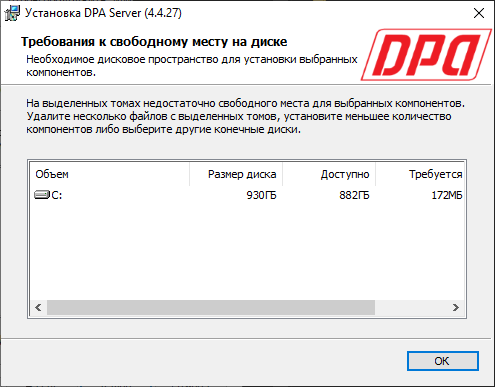 Установка DPA Server (4.4.27)
Требования к свободному месту на диске
Необходимое дисковое пространство для установки выбранных
компонентов.
DPA
На выделенных томах недостаточно свободного места для выбранных компонентов.
Удалите несколько файлов с выделенных томов, установите меньшее количество
компонентов либо выберите другие конечные диски.
Объем Размер диска Доступно Требуется
C: 930ГБ 882ГБ 172МБ
OK